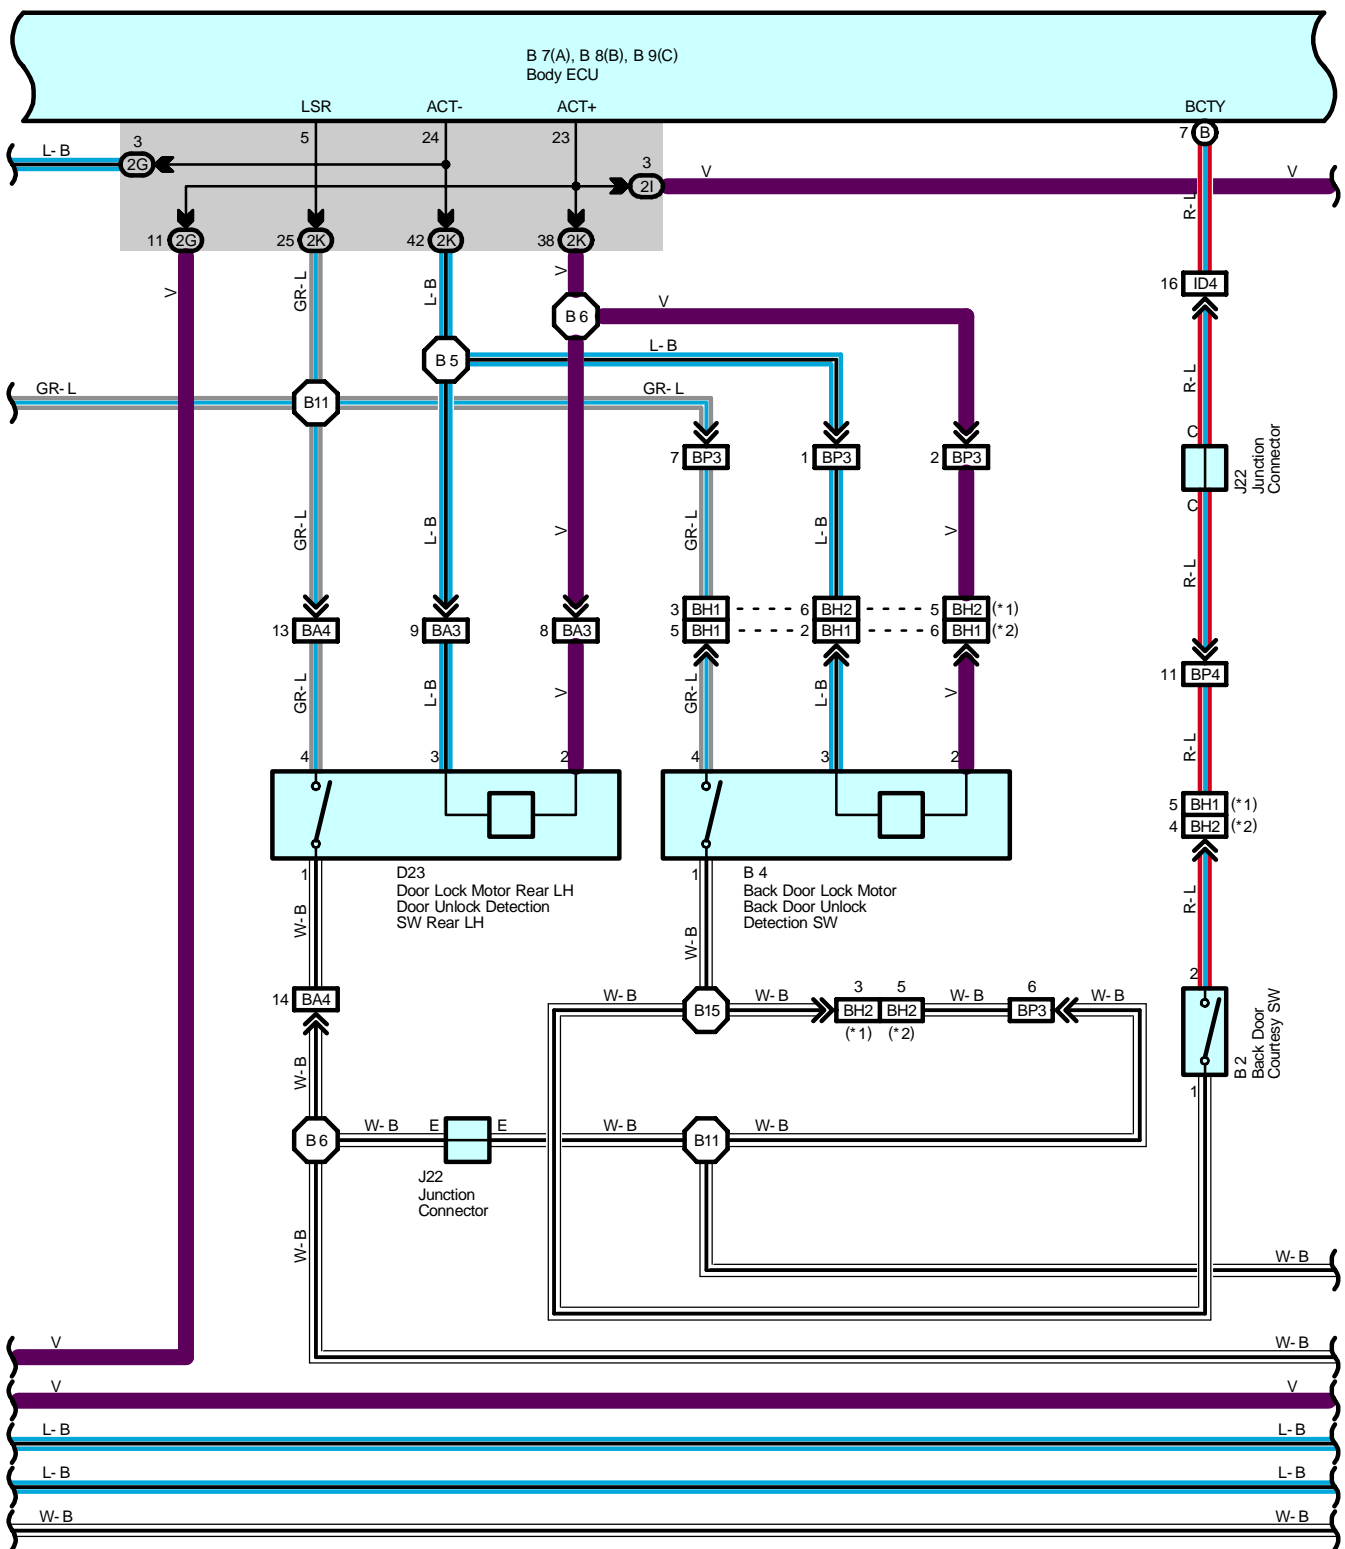 B 7(A), B 8(B), B 9(C)
Body ECU
LSR
ACT-
ACT+
BCTY
5
24
23
7
B
L- B
3
2G
3
2I
V
V
R- L
11
2G
25
2K
42
2K
38
2K
V
GR- L
L- B
V
16
ID4
B 6
V
B 5
L- B
GR- L
B11
GR- L
R- L
C
J22
Junction
Connector
C
7
BP3
1
BP3
2
BP3
GR- L
L- B
V
GR- L
L- B
V
R- L
3
BH1
6
BH2
5
BH2
(*1)
5
BH1
2
BH1
6
BH1
(*2)
13
BA4
9
BA3
8
BA3
11
BP4
GR- L
L- B
V
GR- L
L- B
V
R- L
4
3
2
4
3
2
5
BH1
(*1)
4
BH2
(*2)
1
D23
Door Lock Motor Rear LH
Door Unlock Detection
SW Rear LH
1
B 4
Back Door Lock Motor
Back Door Unlock
Detection SW
R- L
W- B
W- B
2
14
BA4
W- B
B15
W- B
3
5
BH2
BH2
(*1)
(*2)
W- B
6
BP3
W- B
B 2
Back Door
Courtesy SW
1
W- B
B 6
W- B
E
E
W- B
B11
W- B
J22
Junction
Connector
W- B
W- B
V
W- B
V
V
L- B
L- B
L- B
L- B
W- B
W- B